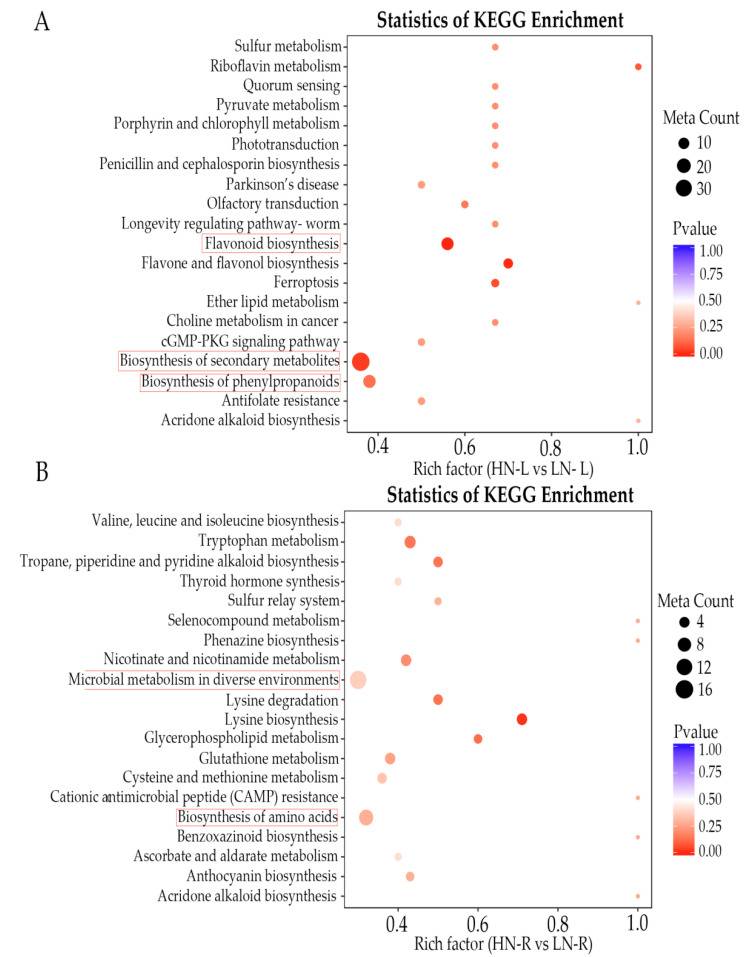 A
Statistics of KEGG Enrichment
Sulfur metabolism
Riboflavin metabolism
Quorum sensing
Pyruvate metabolism
Porphyrin and chlorophyll metabolism
Phototransduction
Penicillin and cephalosporin biosynthesis
Parkinson's disease
Olfactory transduction
Longevity regulating pathway- worm
Flavonoid biosynthesis
Flavone and flavonol biosynthesis
Ferroptosis
Ether lipid metabolism
Choline metabolism in cancer
cGMP-PKG signaling pathway
Biosynthesis of secondary metabolites
Biosynthesis of phenylpropanoids
Antifolate resistance
Acridone alkaloid biosynthesis
0.4 0.6 0.8 1.0
Rich factor (HN-L vs LN- L)
Meta Count
10
20
30
Pvalue
1.00
0.75
0.50
0.25
0.00
B
Statistics of KEGG Enrichment
Valine, leucine and isoleucine biosynthesis
Tryptophan metabolism
Tropane, piperidine and pyridine alkaloid biosynthesis
Thyroid hormone synthesis
Sulfur relay system
Selenocompound metabolism
Phenazine biosynthesis
Nicotinate and nicotinamide metabolism
Microbial metabolism in diverse environments
Lysine degradation
Lysine biosynthesis
Glycerophospholipid metabolism
Glutathione metabolism
Cysteine and methionine metabolism
Cationic antimicrobial peptide (CAMP) resistance
Biosynthesis of amino acids
Benzoxazinoid biosynthesis
Ascorbate and aldarate metabolism
Anthocyanin biosynthesis
Acridone alkaloid biosynthesis
0.4 0.6 0.8 1.0
Rich factor (HN-R vs LN-R)
Meta Count
4
8
12
16
Pvalue
1.00
0.75
0.50
0.25
0.00